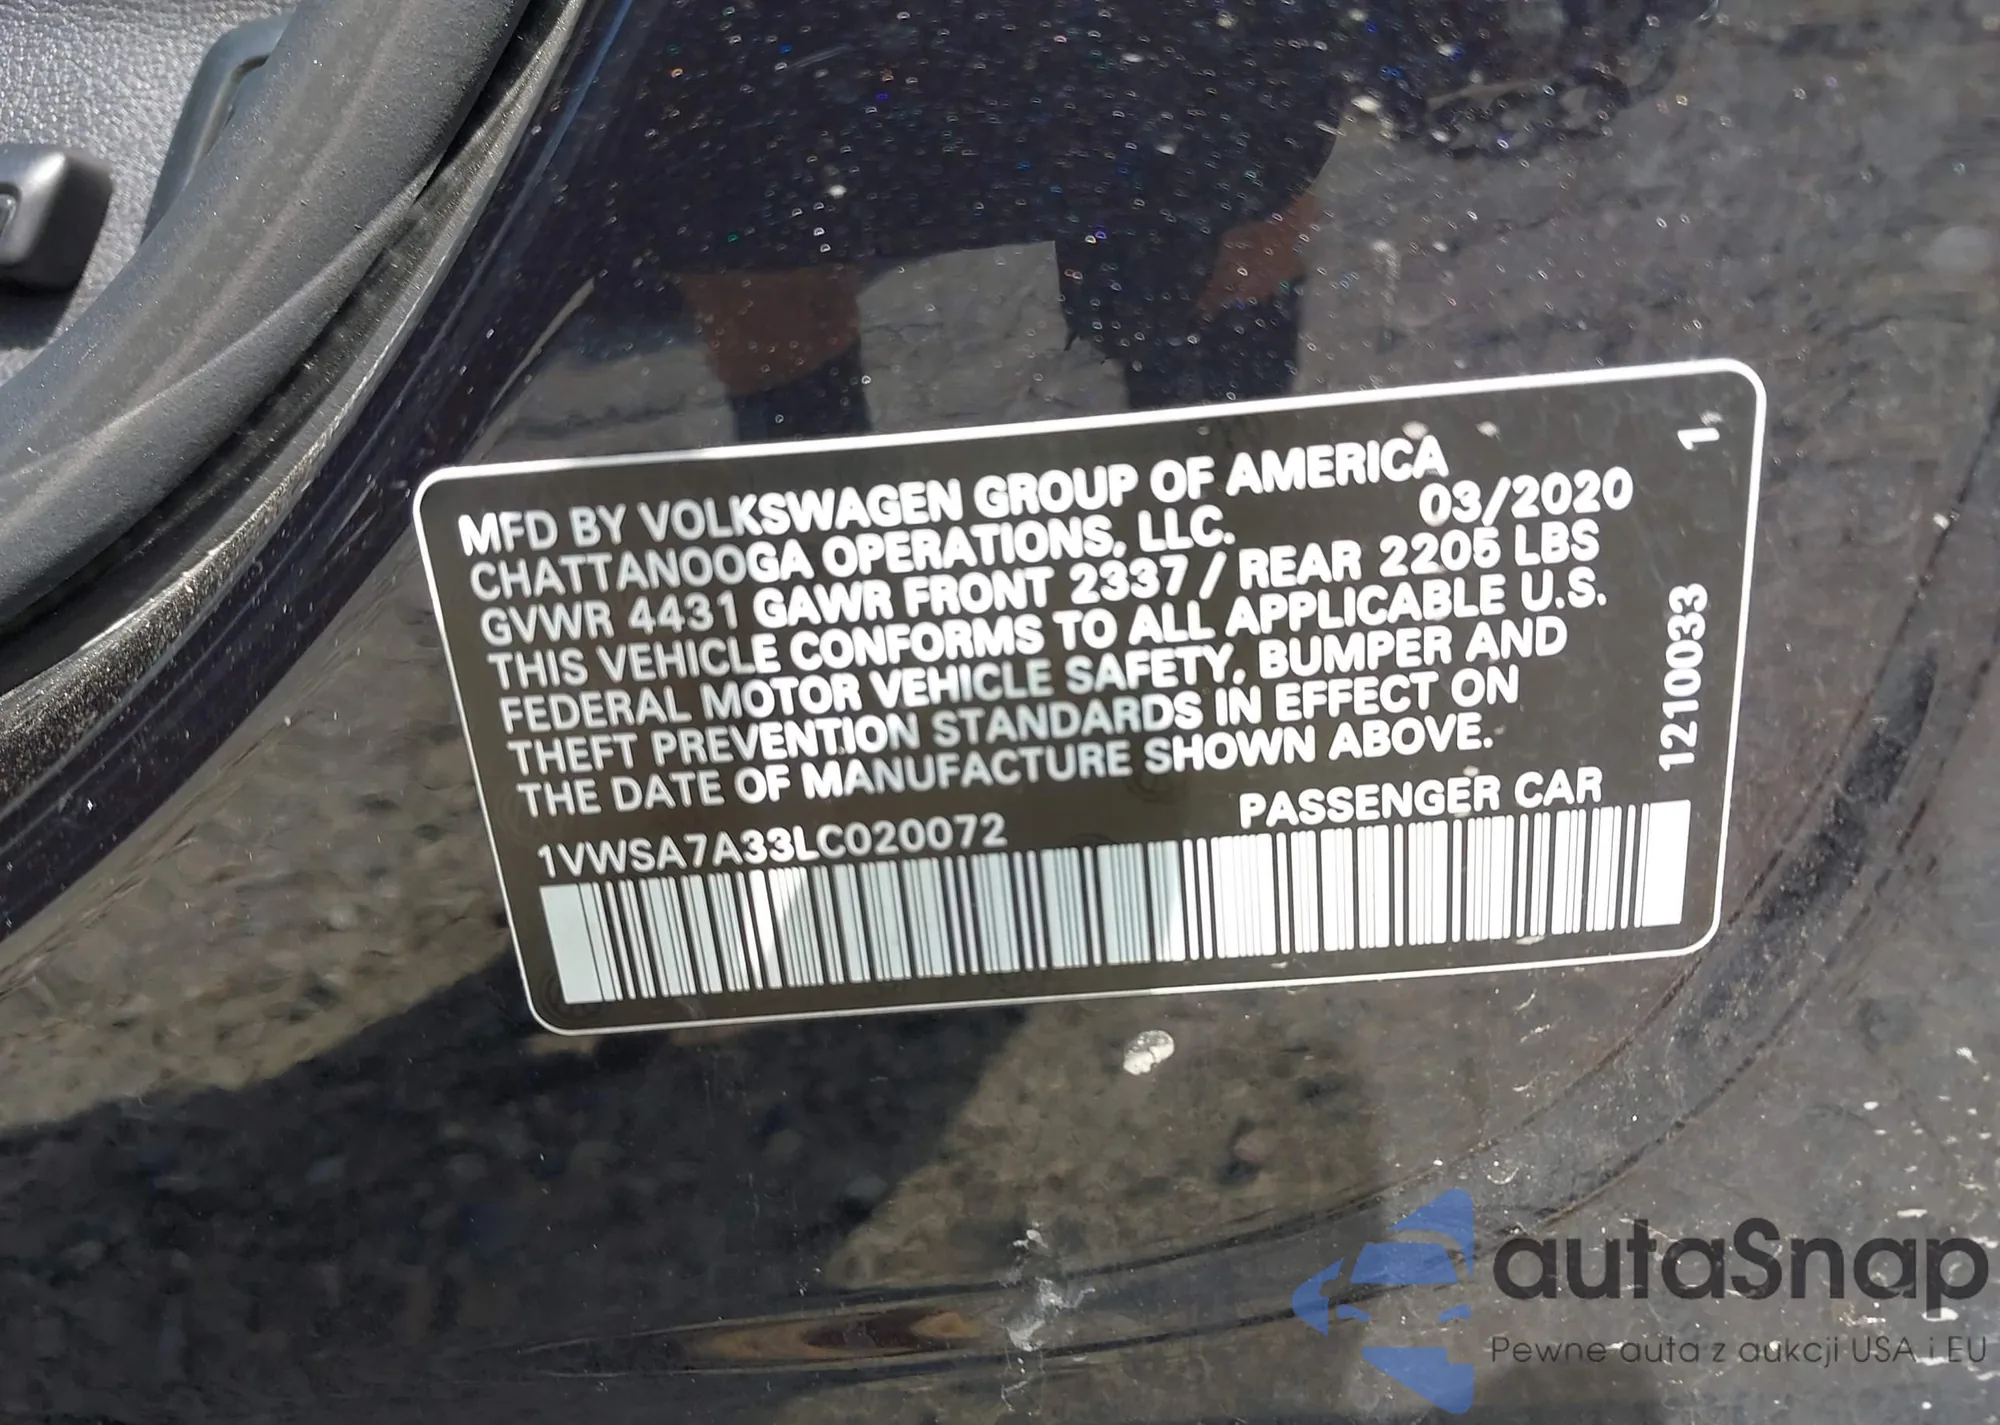 MFD BY VOLKSWAGEN GROUP OF AMERICA
CHATTANOOGA OPERATIONS, LLC. 03/2020
GVWR 4431 GAWR FRONT 2337 / REAR 2205 LBS
THIS VEHICLE CONFORMS TO ALL APPLICABLE U.S.
FEDERAL MOTOR VEHICLE SAFETY, BUMPER AND
THEFT PREVENTION STANDARDS IN EFFECT ON
THE DATE OF MANUFACTURE SHOWN ABOVE.
1VWSA7A33LC020072 PASSENGER CAR
1210033 1,
autaSnap
Pewne auta z aukcji USA i EU